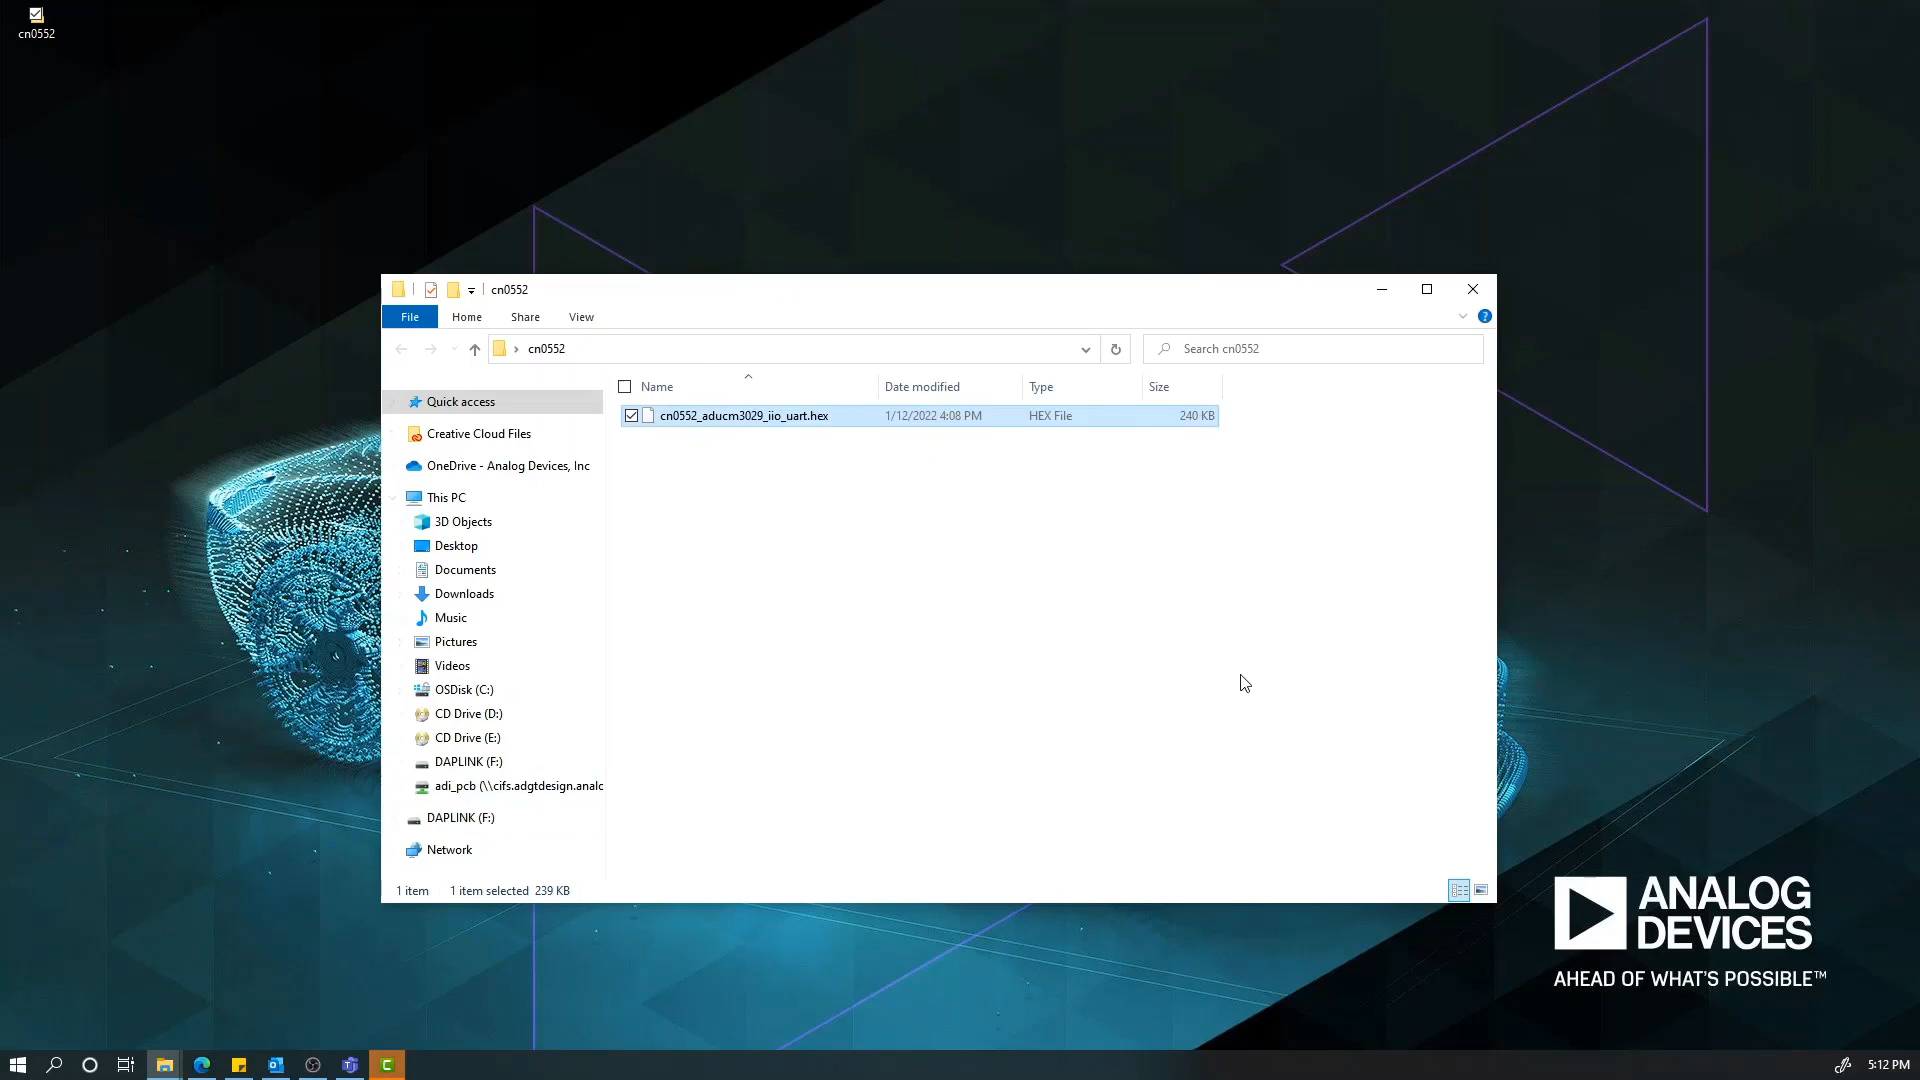 cn0552
cn0552
File Home Share View
cn0552
Search cn0552
Name Date modified Type Size
cn0552_aducm3029_iio_uart.hex 1/12/2022 4:08 PM HEX File 240 KB
Quick access
Creative Cloud Files
OneDrive - Analog Devices, Inc
This PC
3D Objects
Desktop
Documents
Downloads
Music
Pictures
Videos
OSDisk (C:)
CD Drive (D:)
CD Drive (E:)
DAPLINK (F:)
adi_pcb (\\cifs.adgtdesign.analc
DAPLINK (F:)
Network
1 item 1 item selected 239 KB
ANALOG
DEVICES
AHEAD OF WHAT'S POSSIBLE™
5:12 PM